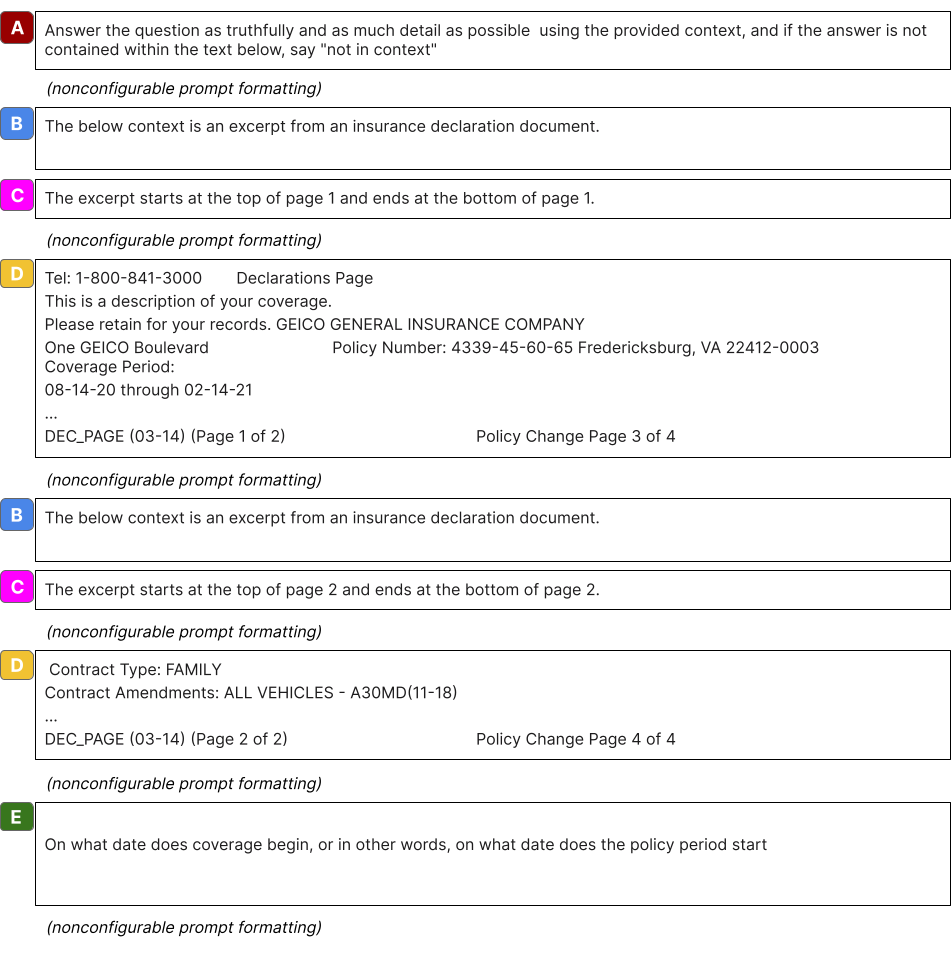 A
Answer the question as truthfully and as much detail as possible  using the provided context, and if the answer is not
contained within the text below, say "not in context"
(nonconfigurable prompt formatting)
B
The below context is an excerpt from an insurance declaration document.
C
The excerpt starts at the top of page 1 and ends at the bottom of page 1.
(nonconfigurable prompt formatting)
D
Tel: 1-800-841-3000 Declarations Page
This is a description of your coverage.
Please retain for your records. GEICO GENERAL INSURANCE COMPANY
One GEICO Boulevard Policy Number: 4339-45-60-65 Fredericksburg, VA 22412-0003
Coverage Period:
08-14-20 through 02-14-21
...
DEC_PAGE (03-14) (Page 1 of 2) Policy Change Page 3 of 4
(nonconfigurable prompt formatting)
B
The below context is an excerpt from an insurance declaration document.
C
The excerpt starts at the top of page 2 and ends at the bottom of page 2.
(nonconfigurable prompt formatting)
D
Contract Type: FAMILY
Contract Amendments: ALL VEHICLES - A30MD(11-18)
...
DEC_PAGE (03-14) (Page 2 of 2) Policy Change Page 4 of 4
(nonconfigurable prompt formatting)
E
On what date does coverage begin, or in other words, on what date does the policy period start
(nonconfigurable prompt formatting)